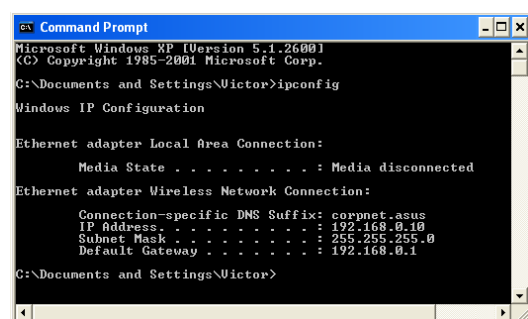 Command Prompt
Microsoft Windows XP [Version 5.1.2600]
(C) Copyright 1985-2001 Microsoft Corp.
C:\Documents and Settings\Victor>ipconfig
Windows IP Configuration
Ethernet adapter Local Area Connection:
Media State . . . . . . . . . . . : Media disconnected
Ethernet adapter Wireless Network Connection:
Connection-specific DNS Suffix: corpnet.asus
IP Address. . . . . . . . . . . . : 192.168.0.10
Subnet Mask . . . . . . . . . . . : 255.255.255.0
Default Gateway . . . . . . . . . : 192.168.0.1
C:\Documents and Settings\Victor>